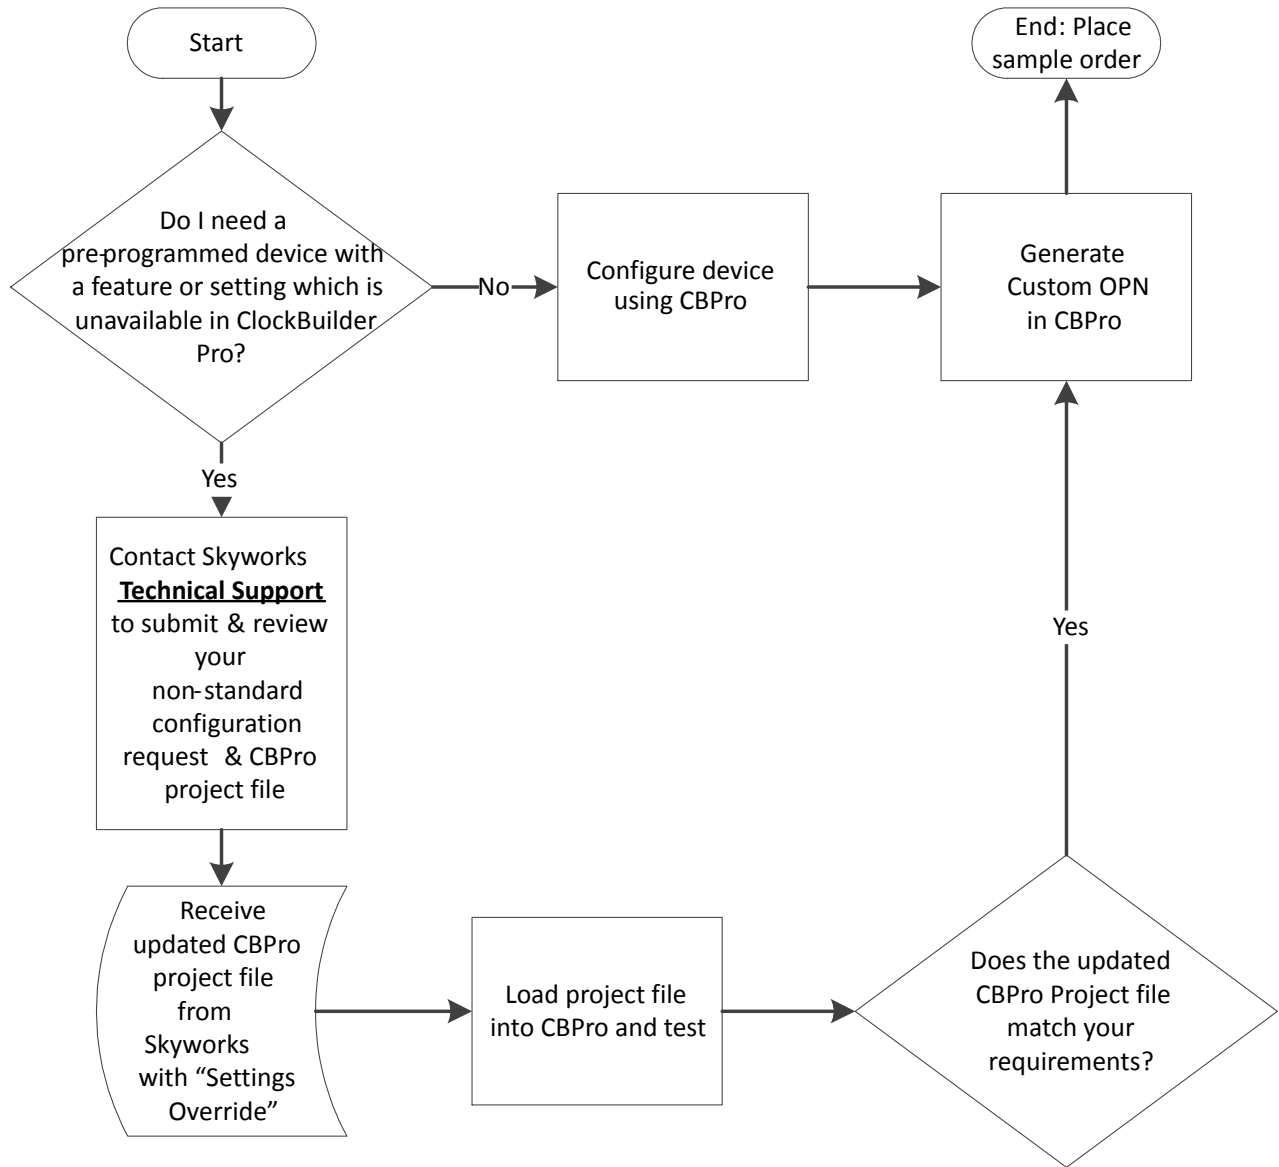 Start
Do I need a
pre-programmed device with
a feature or setting which is
unavailable in ClockBuilder
Pro?
No
Configure device
using CBPro
Generate
Custom OPN
in CBPro
End: Place
sample order
Yes
Contact Skyworks
Technical Support
to submit & review
your
non-standard
configuration
request & CBPro
project file
Receive
updated CBPro
project file
from
Skyworks
with “Settings
Override”
Load project file
into CBPro and test
Does the updated
CBPro Project file
match your
requirements?
Yes